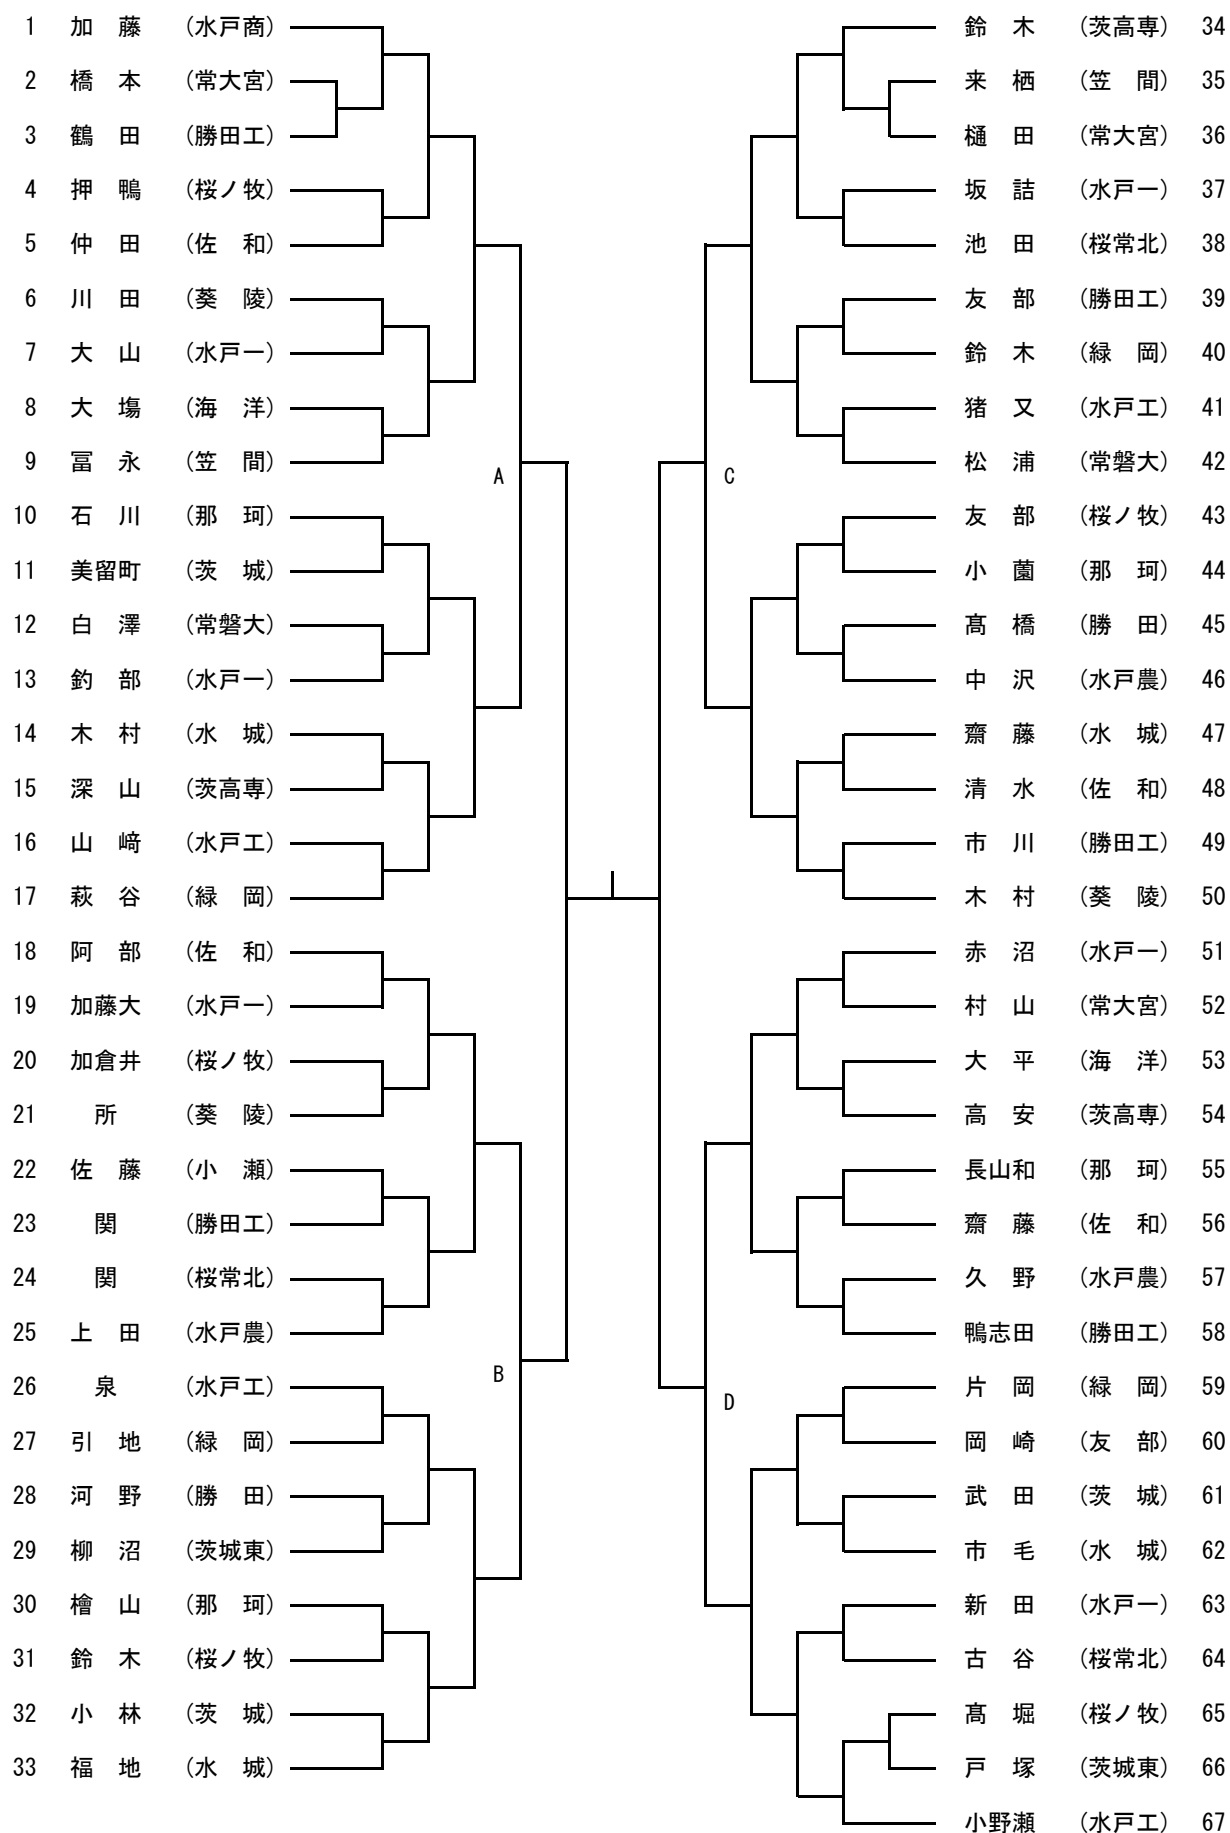 1 加 藤 （水戸商）
2 橋 本 （常大宮）
3 鶴 田 （勝田工）
4 押 鴨 （桜ノ牧）
5 仲 田 （佐 和）
6 川 田 （葵 陵）
7 大 山 （水戸一）
8 大 塲 （海 洋）
9 冨 永 （笠 間）
A
10 石 川 （那 珂）
11 美留町 （茨 城）
12 白 澤 （常磐大）
13 釣 部 （水戸一）
14 木 村 （水 城）
15 深 山 （茨高専）
16 山 﨑 （水戸工）
17 萩 谷 （緑 岡）
18 阿 部 （佐 和）
19 加藤大 （水戸一）
20 加倉井 （桜ノ牧）
21 所 （葵 陵）
22 佐 藤 （小 瀬）
23 関 （勝田工）
24 関 （桜常北）
25 上 田 （水戸農）
B
26 泉 （水戸工）
27 引 地 （緑 岡）
28 河 野 （勝 田）
29 柳 沼 （茨城東）
30 檜 山 （那 珂）
31 鈴 木 （桜ノ牧）
32 小 林 （茨 城）
33 福 地 （水 城）
鈴 木 （茨高専） 34
来 栖 （笠 間） 35
樋 田 （常大宮） 36
坂 詰 （水戸一） 37
池 田 （桜常北） 38
友 部 （勝田工） 39
鈴 木 （緑 岡） 40
猪 又 （水戸工） 41
松 浦 （常磐大） 42
C
友 部 （桜ノ牧） 43
小 薗 （那 珂） 44
髙 橋 （勝 田） 45
中 沢 （水戸農） 46
齋 藤 （水 城） 47
清 水 （佐 和） 48
市 川 （勝田工） 49
木 村 （葵 陵） 50
赤 沼 （水戸一） 51
村 山 （常大宮） 52
大 平 （海 洋） 53
高 安 （茨高専） 54
長山和 （那 珂） 55
齋 藤 （佐 和） 56
久 野 （水戸農） 57
鴨志田 （勝田工） 58
片 岡 （緑 岡） 59
D
岡 崎 （友 部） 60
武 田 （茨 城） 61
市 毛 （水 城） 62
新 田 （水戸一） 63
古 谷 （桜常北） 64
髙 堀 （桜ノ牧） 65
戸 塚 （茨城東） 66
小野瀬 （水戸工） 67